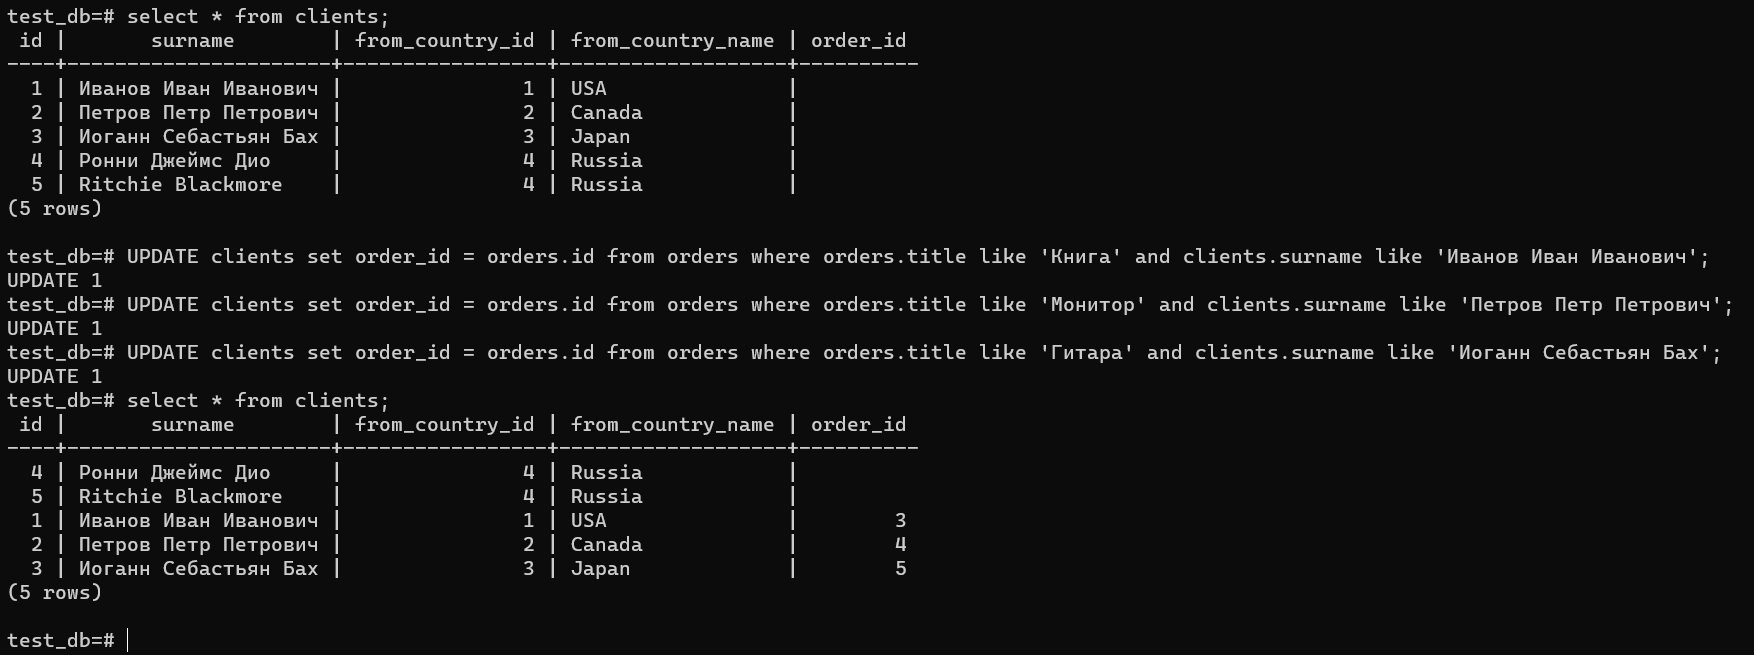 test_db=# select * from clients;
 id |       surname        | from_country_id | from_country_name | order_id
----+----------------------+-----------------+-------------------+----------
  1 | Иванов Иван Иванович |               1 | USA               |
  2 | Петров Петр Петрович |               2 | Canada            |
  3 | Иоганн Себастьян Бах |               3 | Japan             |
  4 | Ронни Джеймс Дио     |               4 | Russia            |
  5 | Ritchie Blackmore    |               4 | Russia            |
(5 rows)

test_db=# UPDATE clients set order_id = orders.id from orders where orders.title like 'Книга' and clients.surname like 'Иванов Иван Иванович';
UPDATE 1
test_db=# UPDATE clients set order_id = orders.id from orders where orders.title like 'Монитор' and clients.surname like 'Петров Петр Петрович';
UPDATE 1
test_db=# UPDATE clients set order_id = orders.id from orders where orders.title like 'Гитара' and clients.surname like 'Иоганн Себастьян Бах';
UPDATE 1
test_db=# select * from clients;
 id |       surname        | from_country_id | from_country_name | order_id
----+----------------------+-----------------+-------------------+----------
  4 | Ронни Джеймс Дио     |               4 | Russia            |
  5 | Ritchie Blackmore    |               4 | Russia            |
  1 | Иванов Иван Иванович |               1 | USA               |        3
  2 | Петров Петр Петрович |               2 | Canada            |        4
  3 | Иоганн Себастьян Бах |               3 | Japan             |        5
(5 rows)

test_db=#